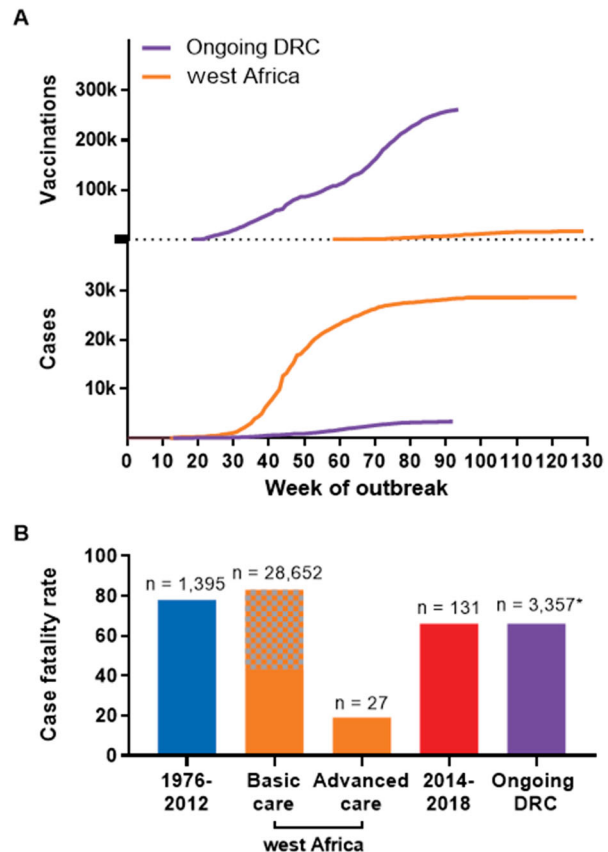 A
Ongoing DRC
west Africa
Vaccinations
300k
200k
100k
Cases
30k
20k
10k
0 10 20 30 40 50 60 70 80 90 100 110 120 130
Week of outbreak
B
Case fatality rate
100
80
60
40
20
0
n = 1,395
n = 28,652
n = 27
n = 131
n = 3,357*
1976- Basic Advanced 2014- Ongoing
2012 care care 2018 DRC
west Africa